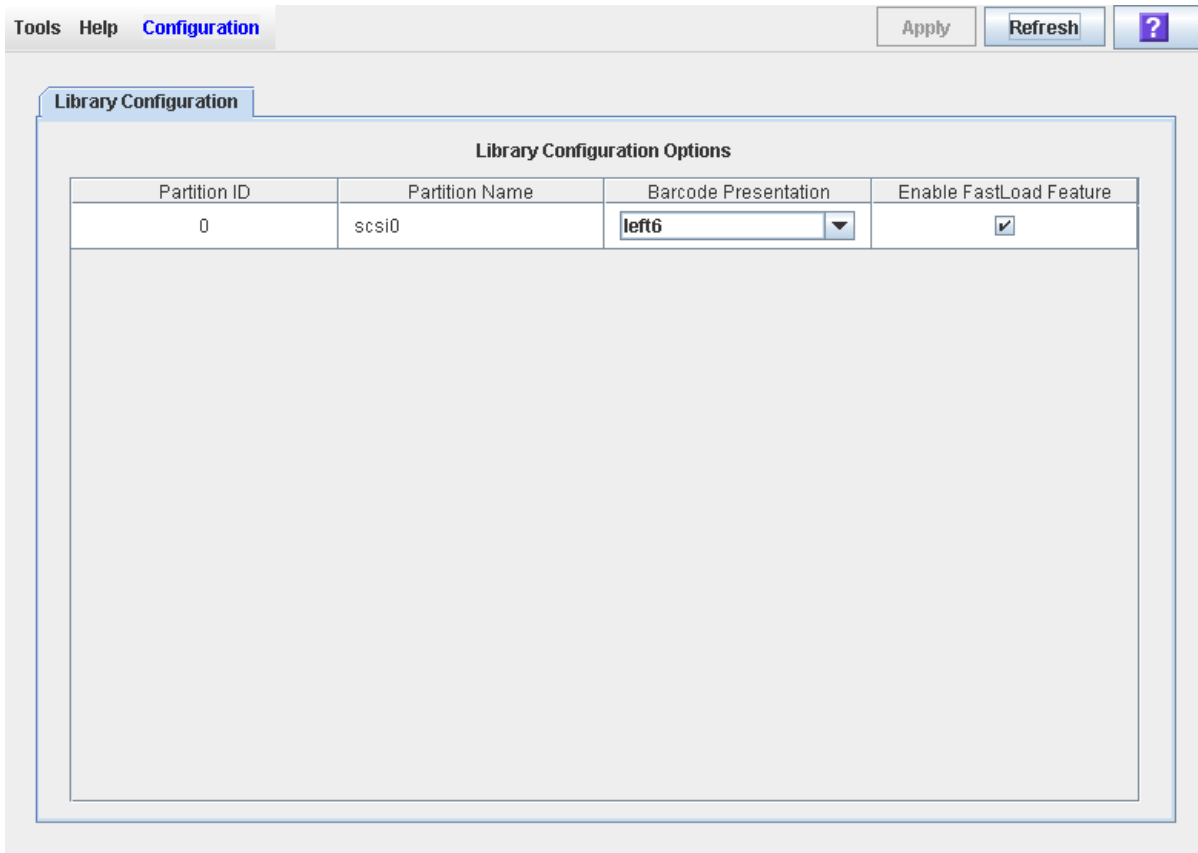 Tools Help Configuration Apply Refresh ?
Library Configuration
Library Configuration Options
Partition ID Partition Name Barcode Presentation Enable FastLoad Feature
0 scsi0 left6